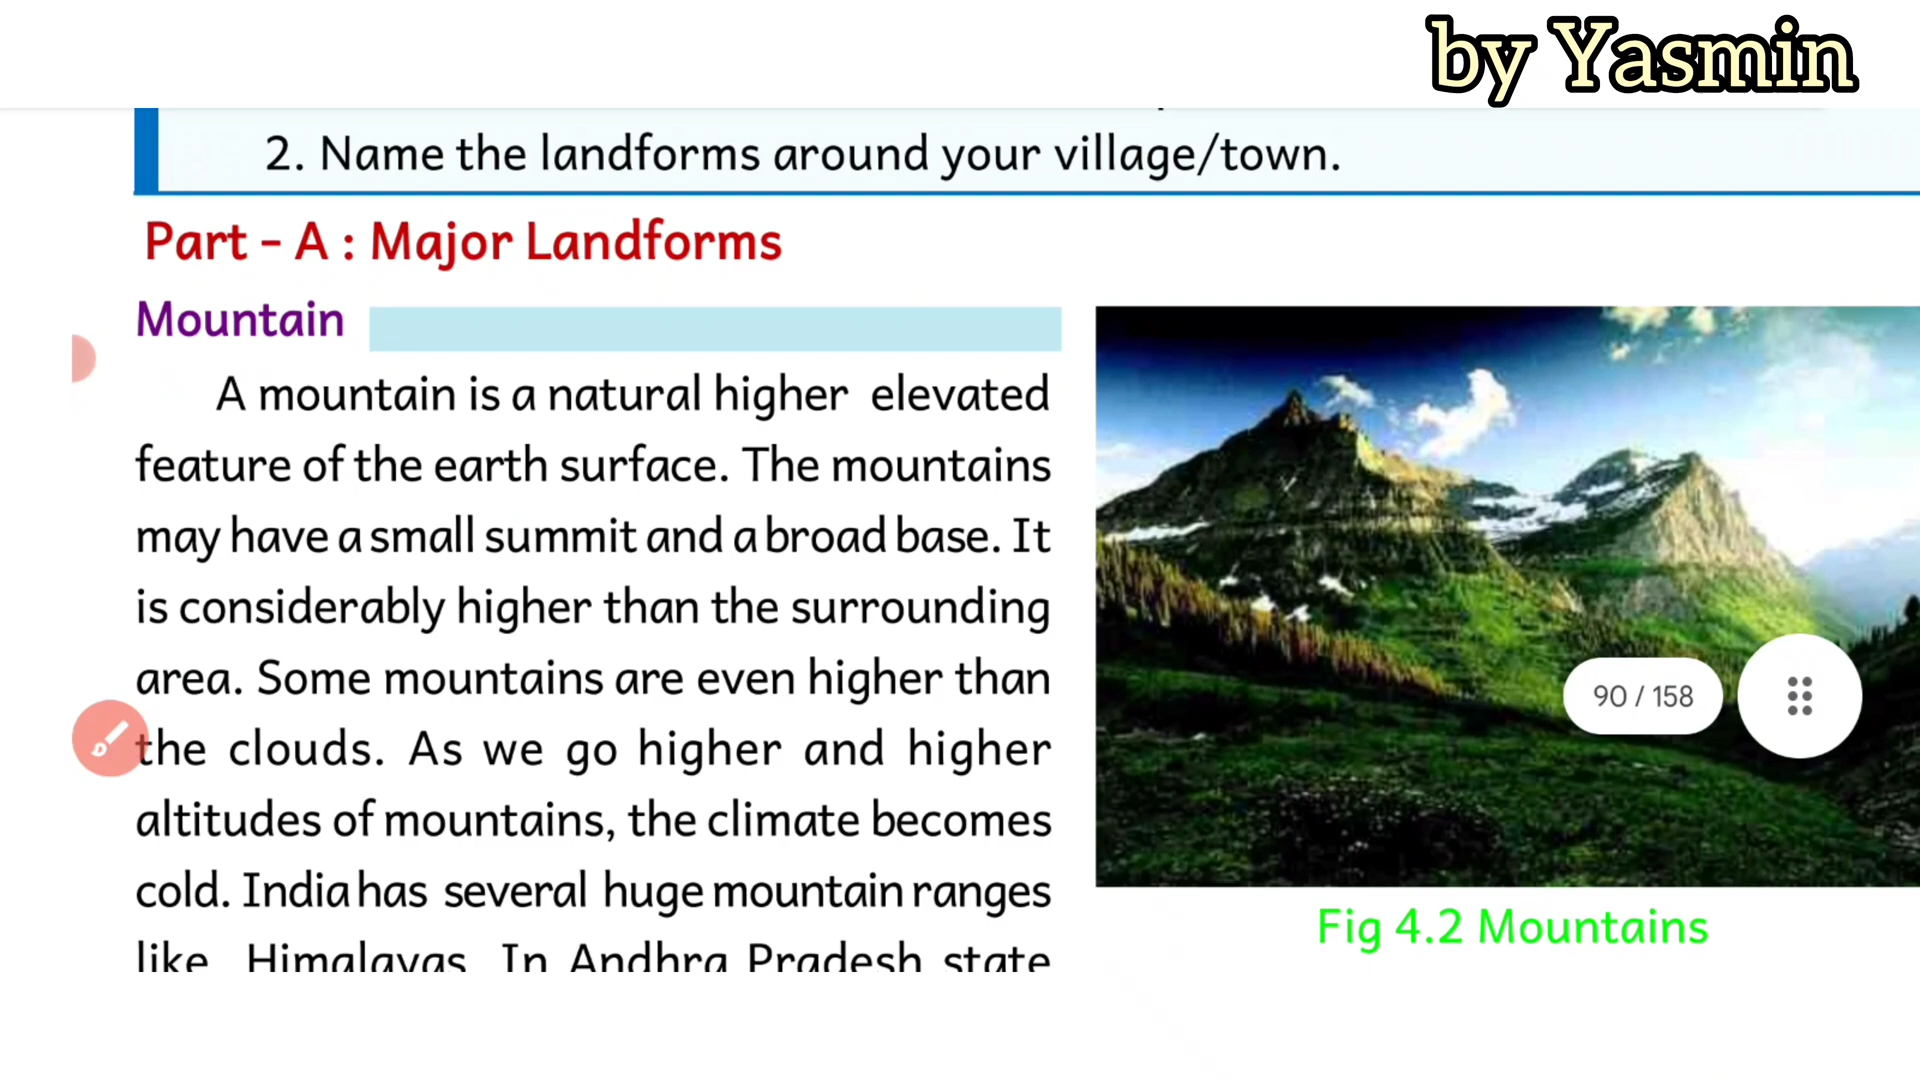 by Yasmin
2. Name the landforms around your village/town.
Part - A : Major Landforms
Mountain
A mountain is a natural higher elevated
feature of the earth surface. The mountains
may have a small summit and a broad base. It
is considerably higher than the surrounding
area. Some mountains are even higher than
the clouds. As we go higher and higher
altitudes of mountains, the climate becomes
cold. India has several huge mountain ranges
like Himalayas. In Andhra Pradesh state
90 / 158
Fig 4.2 Mountains